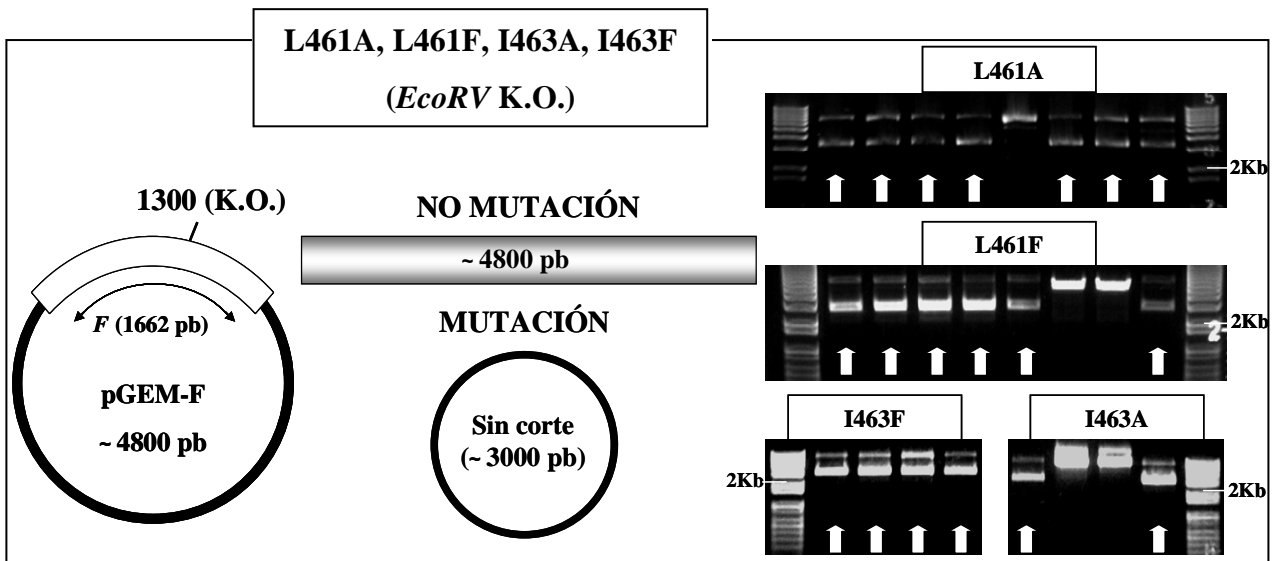 L461A, L461F, I463A, I463F
(EcoRV K.O.)
1300 (K.O.)
F (1662 pb)
pGEM-F
~ 4800 pb
NO MUTACIÓN
~ 4800 pb
MUTACIÓN
Sin corte
(~ 3000 pb)
L461A
2Kb
L461F
2Kb
2
I463F
2Kb
I463A
2Kb